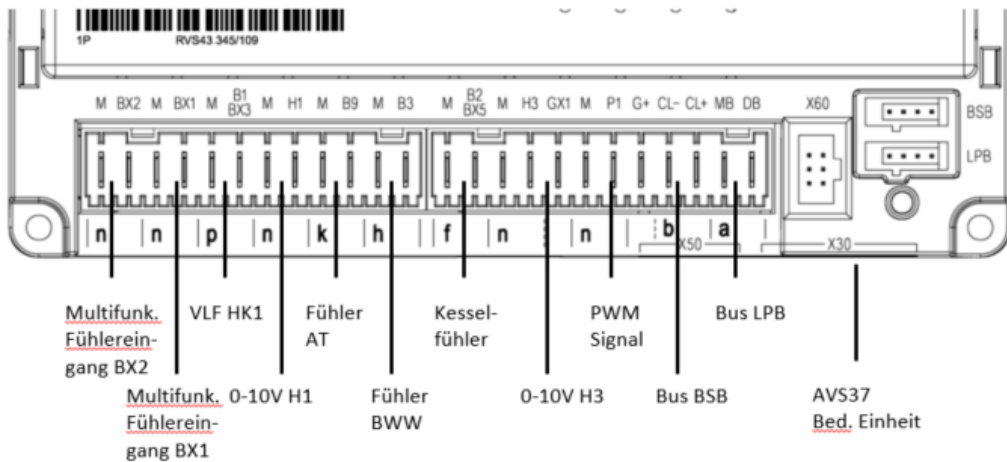 1P RVS43.345/109
M BX2 M BX1 M B1 BX3 M H1 M B9 M B3 M B2 BX5 M H3 GX1 M P1 G+ CL- CL+ MB DB X60
BSB
LPB
n n p n k h f n n b a
X50 X30
Multifunk.
Fühlerein-
gang BX2
VLF HK1
Fühler
AT
Kessel-
fühler
PWM
Signal
Bus LPB
Multifunk.
Fühlerein-
gang BX1
0-10V H1
Fühler
BWW
0-10V H3
Bus BSB
AVS37
Bed. Einheit